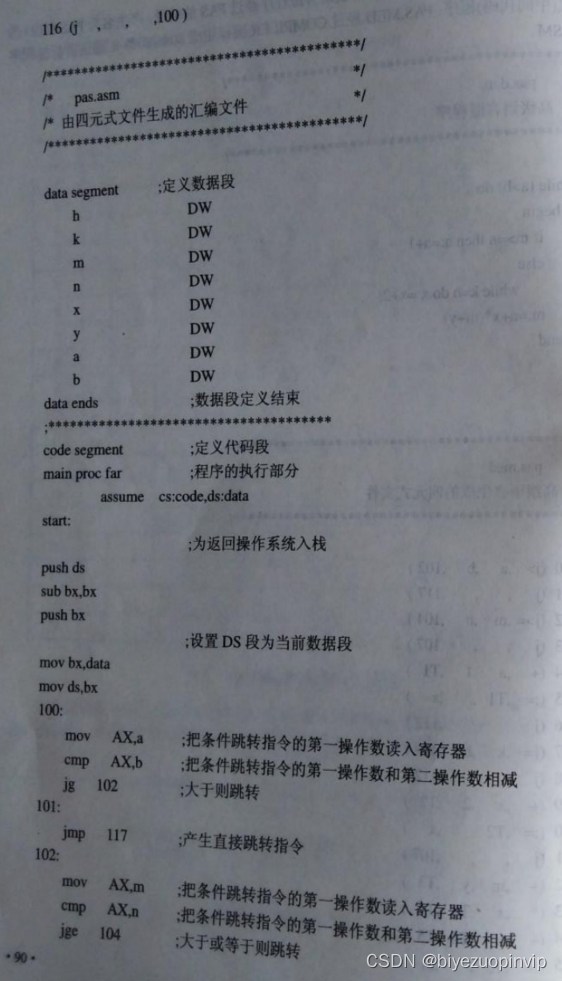 116 (j , , ,100)
/****************************************/
/* pas.asm */
/* 由四元式文件生成的汇编文件 */
/****************************************/
data segment ;定义数据段
h DW
k DW
m DW
n DW
x DW
y DW
a DW
b DW
data ends ;数据段定义结束
;************************************
code segment ;定义代码段
main proc far ;程序的执行部分
assume cs:code,ds:data
start:
;为返回操作系统入栈
push ds
sub bx,bx
push bx
;设置 DS 段为当前数据段
mov bx,data
mov ds,bx
100:
mov AX,a ;把条件跳转指令的第一操作数读入寄存器
cmp AX,b ;把条件跳转指令的第一操作数和第二操作数相减
jg 102 ;大于则跳转
101:
jmp 117 ;产生直接跳转指令
102:
mov AX,m ;把条件跳转指令的第一操作数读入寄存器
cmp AX,n ;把条件跳转指令的第一操作数和第二操作数相减
jge 104 ;大于或等于则跳转
·90·
CSDN @biyezuopinvip